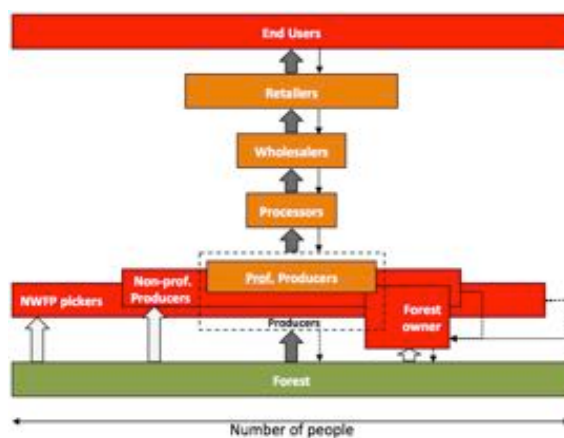 End Users
Retailers
Wholesalers
Processors
Prof. Producers
Non-prof.
Producers
NWFP pickers
Forest
owner
Producers
Forest
Number of people